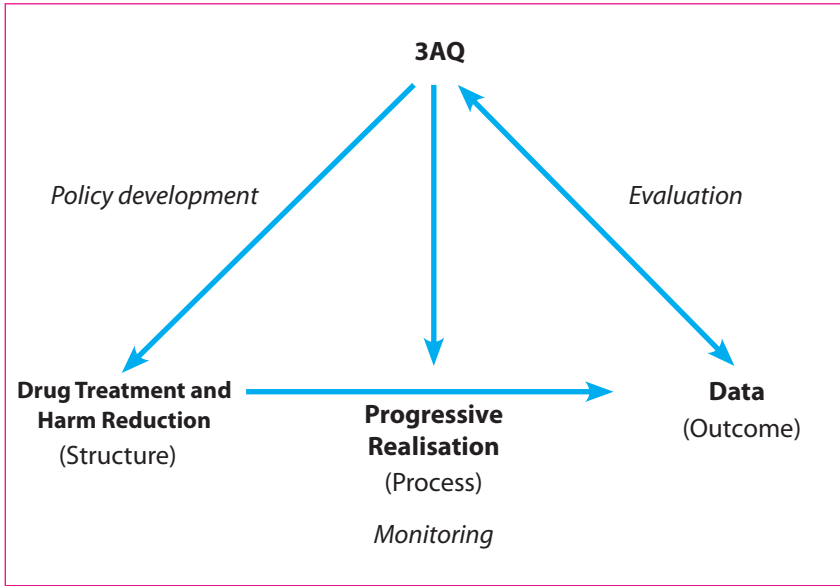 3AQ
Policy development
Evaluation
Drug Treatment and
Harm Reduction
(Structure)
Progressive
Realisation
(Process)
Monitoring
Data
(Outcome)